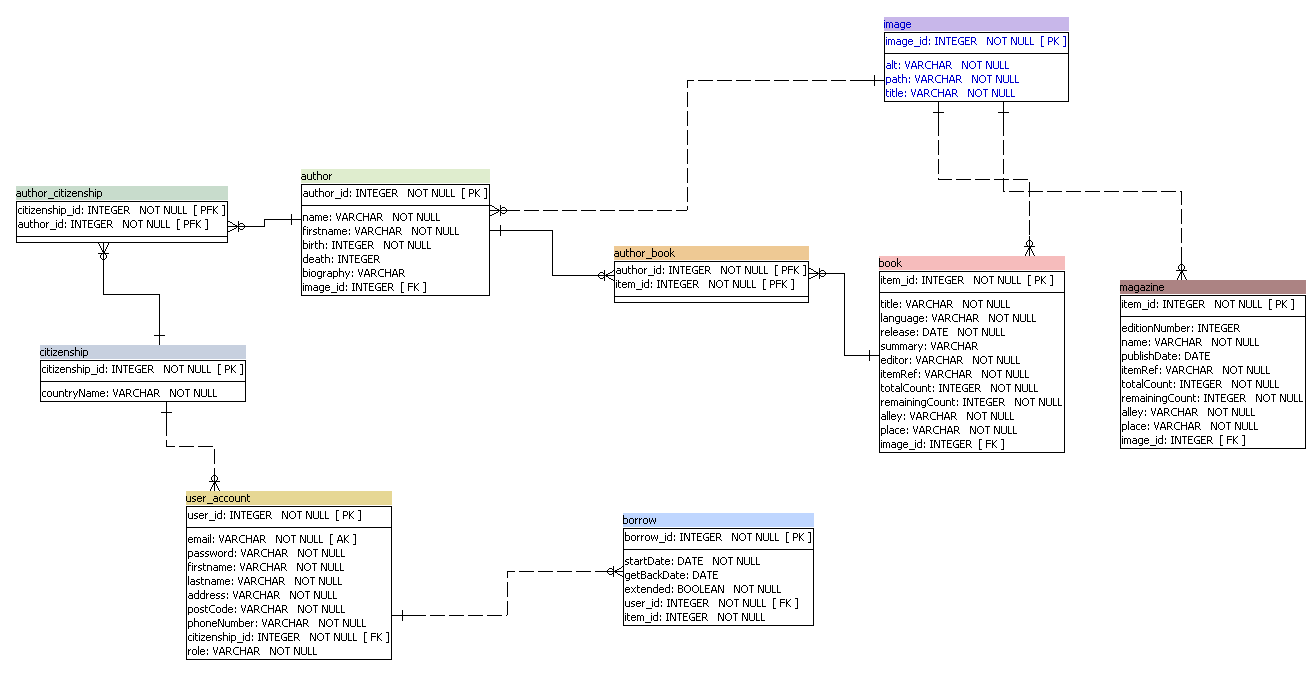 image
image_id: INTEGER NOT NULL [ PK ]
alt: VARCHAR NOT NULL
path: VARCHAR NOT NULL
title: VARCHAR NOT NULL
author
author_id: INTEGER NOT NULL [ PK ]
name: VARCHAR NOT NULL
firstname: VARCHAR NOT NULL
birth: INTEGER NOT NULL
death: INTEGER
biography: VARCHAR
image_id: INTEGER [ FK ]
author_citizenship
citizenship_id: INTEGER NOT NULL [ PFK ]
author_id: INTEGER NOT NULL [ PFK ]
author_book
author_id: INTEGER NOT NULL [ PFK ]
item_id: INTEGER NOT NULL [ PFK ]
book
item_id: INTEGER NOT NULL [ PK ]
title: VARCHAR NOT NULL
language: VARCHAR NOT NULL
release: DATE NOT NULL
summary: VARCHAR
editor: VARCHAR NOT NULL
itemRef: VARCHAR NOT NULL
totalCount: INTEGER NOT NULL
remainingCount: INTEGER NOT NULL
alley: VARCHAR NOT NULL
place: VARCHAR NOT NULL
image_id: INTEGER [ FK ]
magazine
item_id: INTEGER NOT NULL [ PK ]
editionNumber: INTEGER
name: VARCHAR NOT NULL
publishDate: DATE
itemRef: VARCHAR NOT NULL
totalCount: INTEGER NOT NULL
remainingCount: INTEGER NOT NULL
alley: VARCHAR NOT NULL
place: VARCHAR NOT NULL
image_id: INTEGER [ FK ]
citizenship
citizenship_id: INTEGER NOT NULL [ PK ]
countryName: VARCHAR NOT NULL
user_account
user_id: INTEGER NOT NULL [ PK ]
email: VARCHAR NOT NULL [ AK ]
password: VARCHAR NOT NULL
firstname: VARCHAR NOT NULL
lastname: VARCHAR NOT NULL
address: VARCHAR NOT NULL
postCode: VARCHAR NOT NULL
phoneNumber: VARCHAR NOT NULL
citizenship_id: INTEGER NOT NULL [ FK ]
role: VARCHAR NOT NULL
borrow
borrow_id: INTEGER NOT NULL [ PK ]
startDate: DATE NOT NULL
getBackDate: DATE
extended: BOOLEAN NOT NULL
user_id: INTEGER NOT NULL [ FK ]
item_id: INTEGER NOT NULL